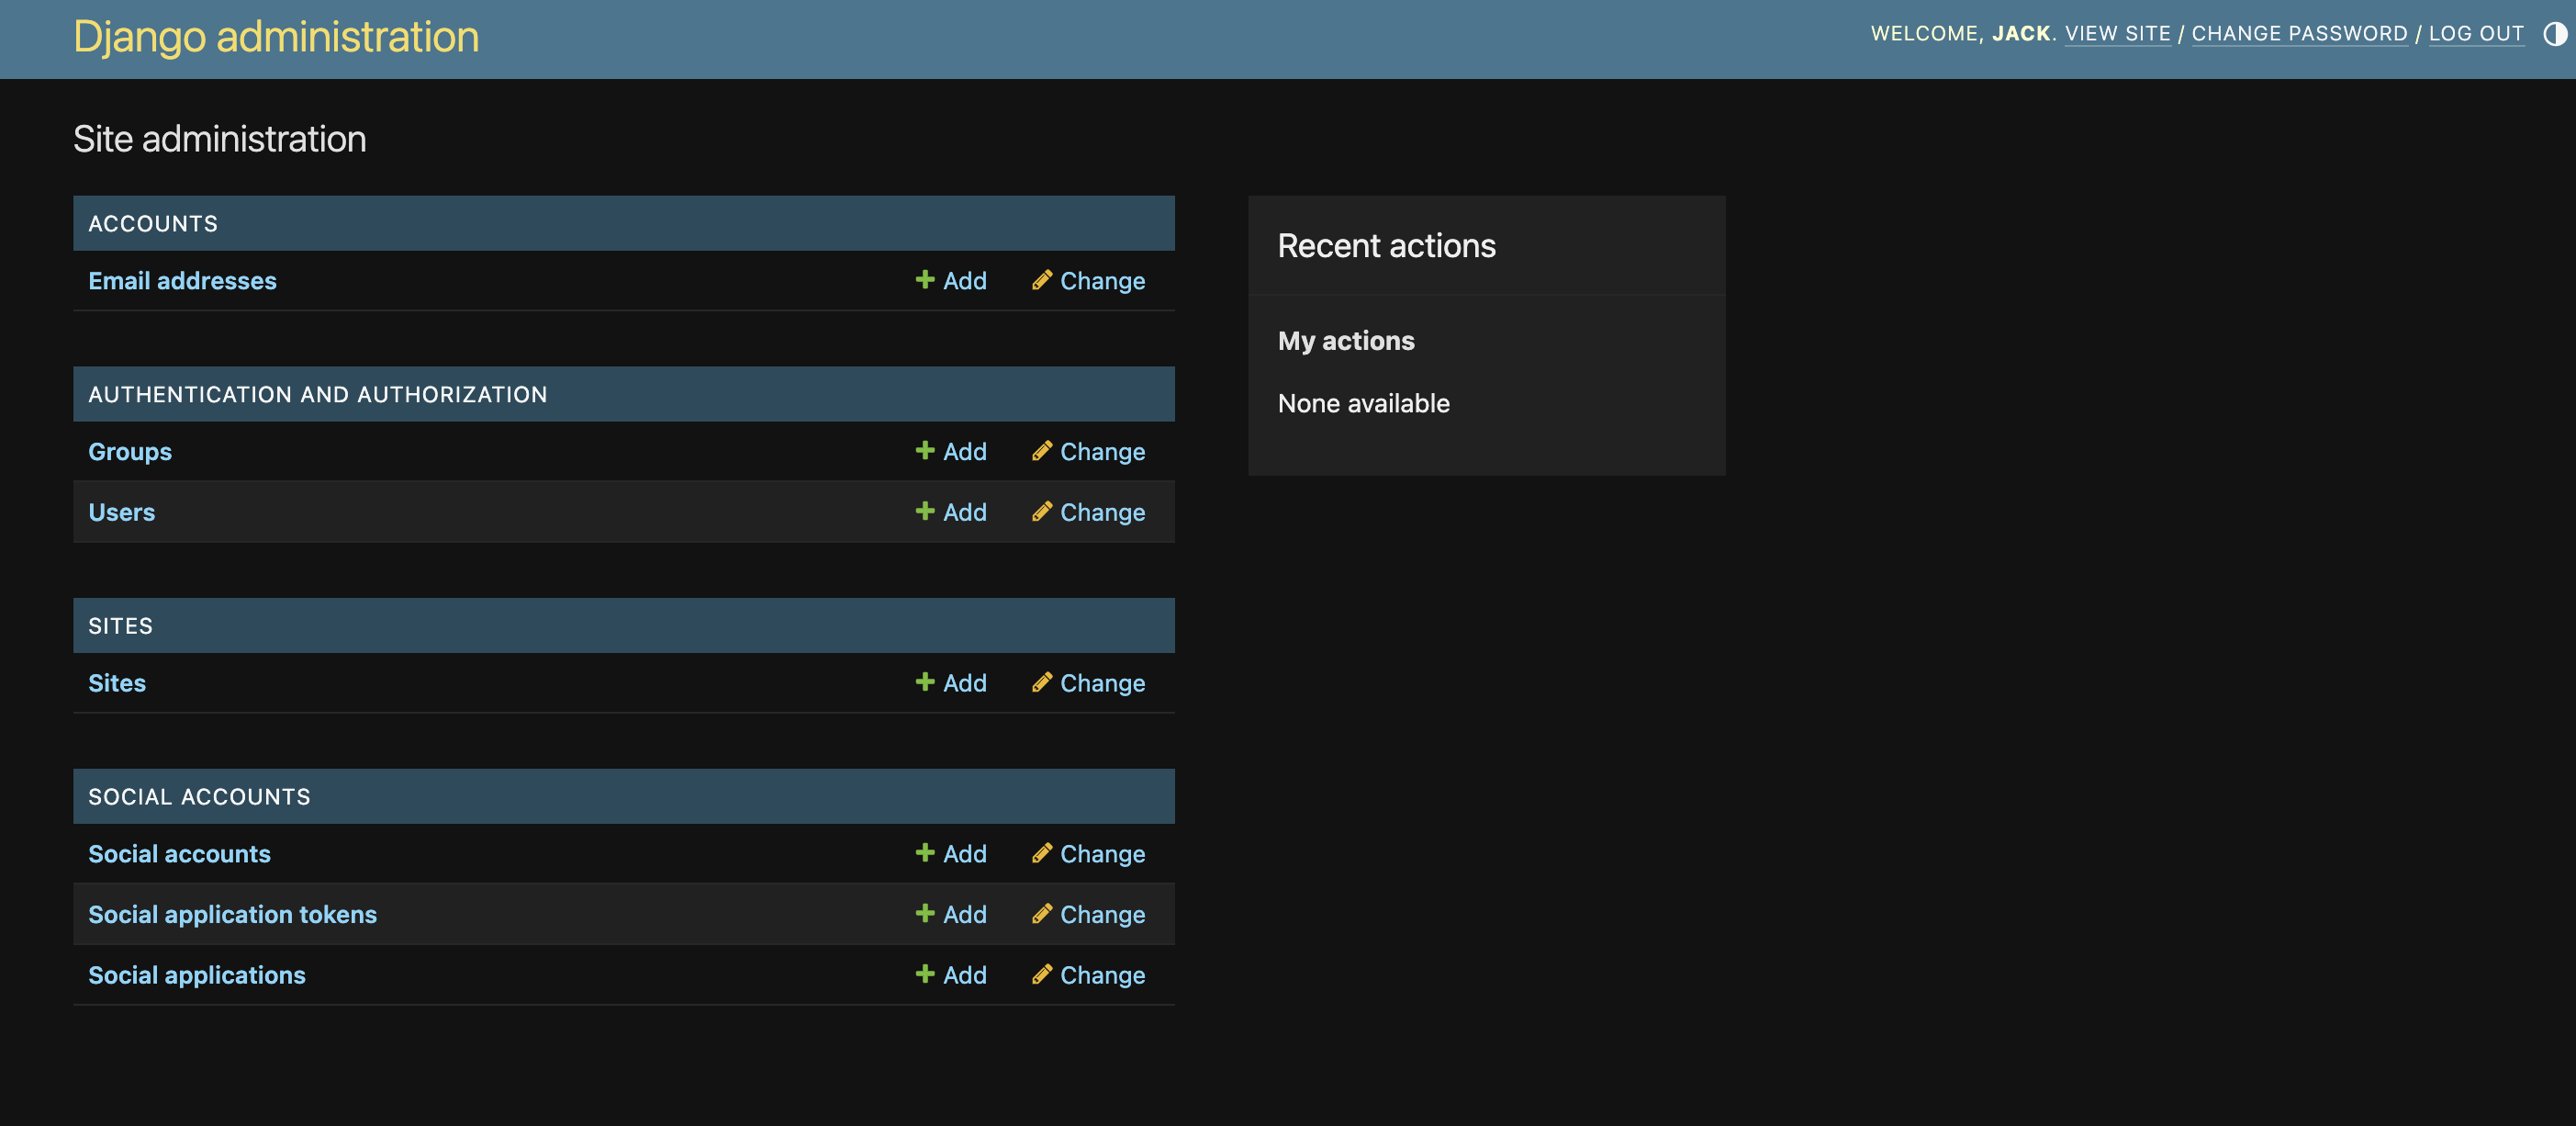 Django administration
WELCOME, JACK. VIEW SITE / CHANGE PASSWORD / LOG OUT
Site administration
ACCOUNTS
Email addresses Add Change
AUTHENTICATION AND AUTHORIZATION
Groups Add Change
Users Add Change
SITES
Sites Add Change
SOCIAL ACCOUNTS
Social accounts Add Change
Social application tokens Add Change
Social applications Add Change
Recent actions
My actions
None available